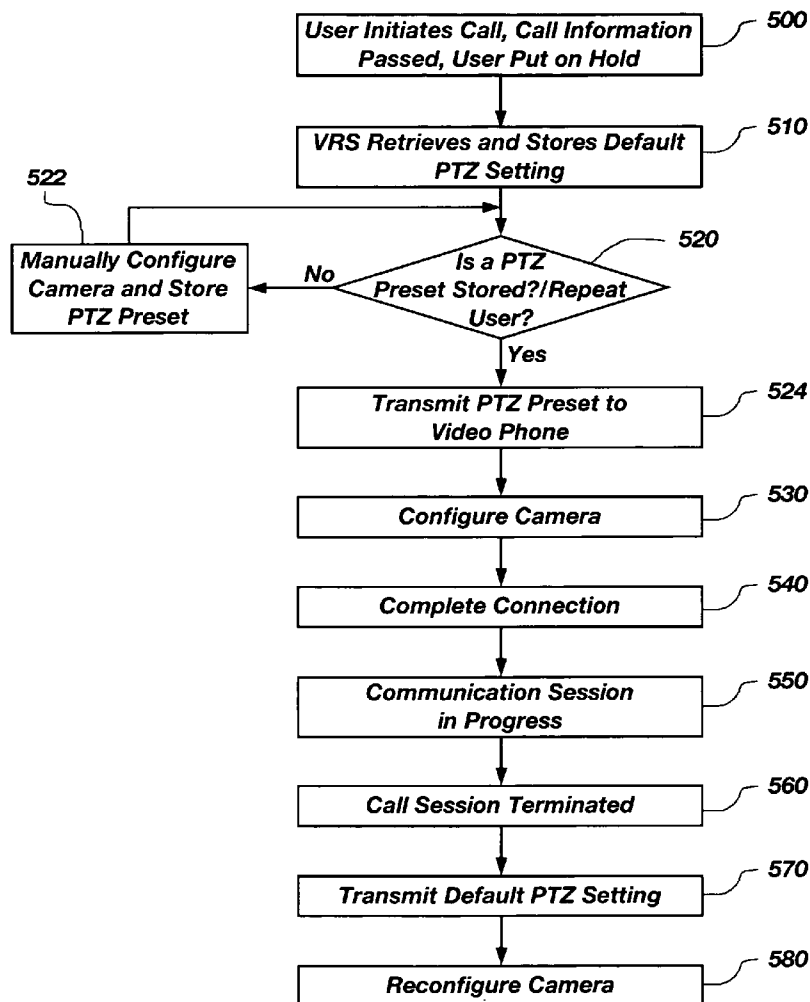 User Initiates Call, Call Information
Passed, User Put on Hold
500
VRS Retrieves and Stores Default
PTZ Setting
510
522
Manually Configure
Camera and Store
PTZ Preset
No
Is a PTZ
Preset Stored?/Repeat
User?
520
Yes
Transmit PTZ Preset to
Video Phone
524
Configure Camera
530
Complete Connection
540
Communication Session
in Progress
550
Call Session Terminated
560
Transmit Default PTZ Setting
570
Reconfigure Camera
580